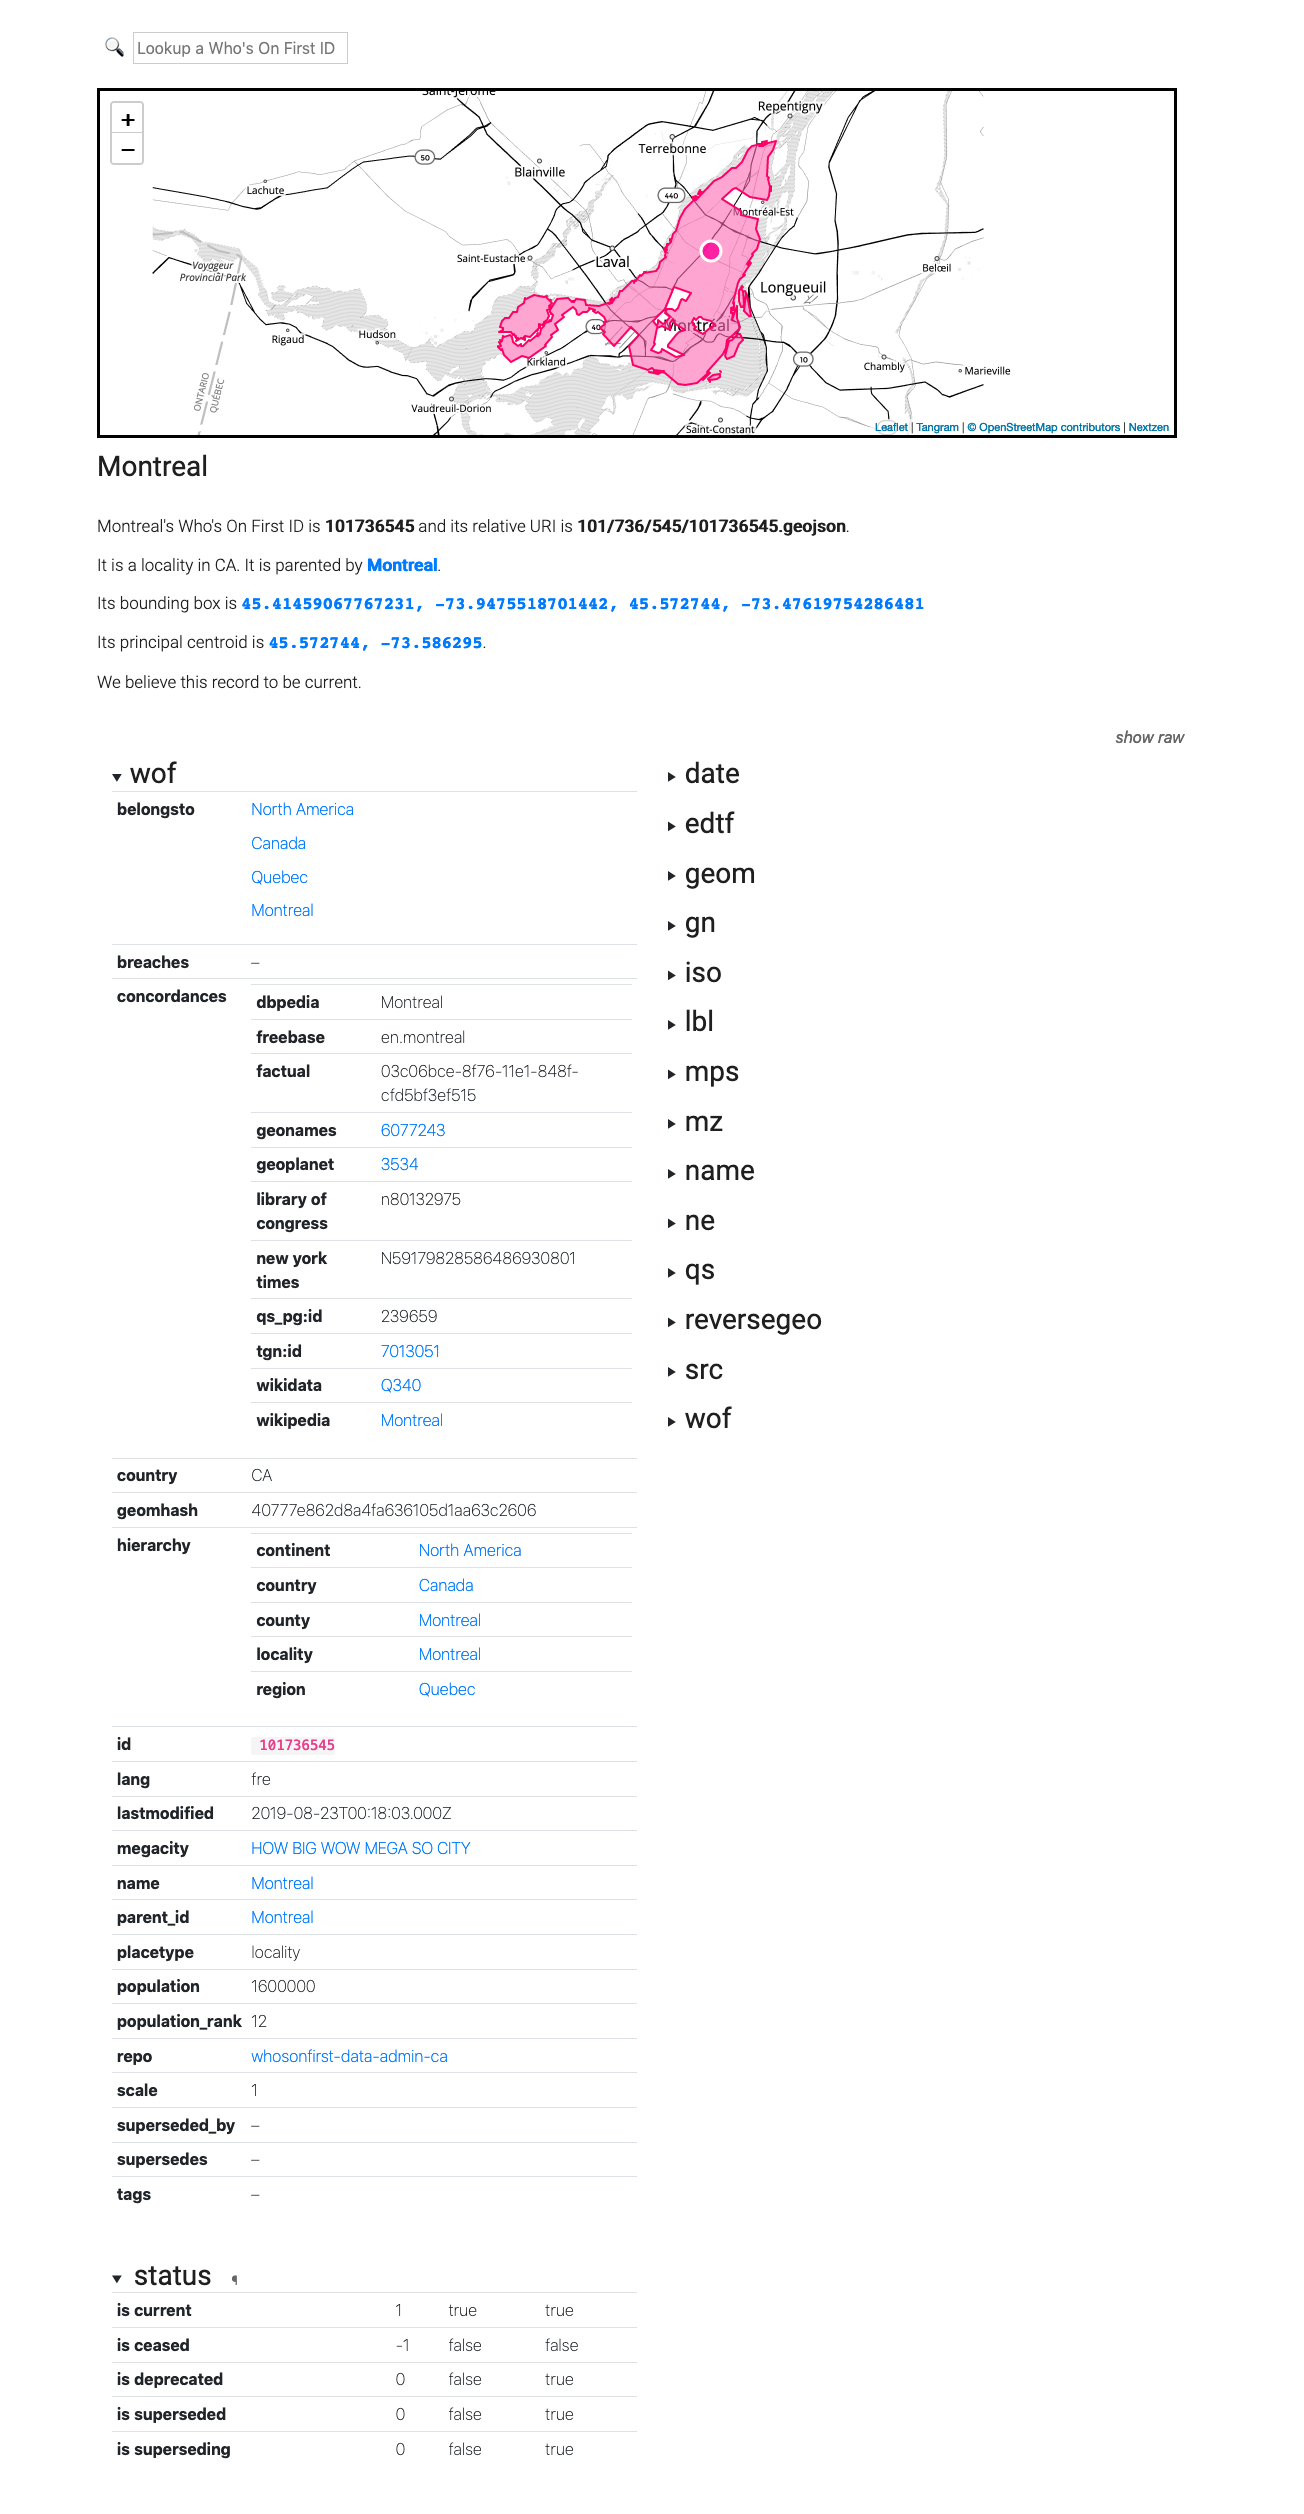 Lookup a Who's On First ID
+
−
Saint-Jérôme
Repentigny
Terrebonne
50
Blainville
Lachute
440
Montréal-Est
Saint-Eustache
Laval
Voyageur
Provincial Park
Belœil
Longueuil
40
Montreal
Hudson
Rigaud
Kirkland
10
Chambly
Marieville
ONTARIO
QUÉBEC
Vaudreuil-Dorion
Saint-Constant
Leaflet | Tangram | © OpenStreetMap contributors | Nextzen
Montreal
Montreal's Who's On First ID is 101736545 and its relative URI is 101/736/545/101736545.geojson.
It is a locality in CA. It is parented by Montreal.
Its bounding box is 45.41459067767231, -73.9475518701442, 45.572744, -73.47619754286481
Its principal centroid is 45.572744, -73.586295.
We believe this record to be current.
show raw
▾ wof
belongsto North America
Canada
Quebec
Montreal
breaches –
concordances
dbpedia Montreal
freebase en.montreal
factual 03c06bce-8f76-11e1-848f-
cfd5bf3ef515
geonames 6077243
geoplanet 3534
library of n80132975
congress
new york N59179828586486930801
times
qs_pg:id 239659
tgn:id 7013051
wikidata Q340
wikipedia Montreal
country CA
geomhash 40777e862d8a4fa636105d1aa63c2606
hierarchy
continent North America
country Canada
county Montreal
locality Montreal
region Quebec
id 101736545
lang fre
lastmodified 2019-08-23T00:18:03.000Z
megacity HOW BIG WOW MEGA SO CITY
name Montreal
parent_id Montreal
placetype locality
population 1600000
population_rank 12
repo whosonfirst-data-admin-ca
scale 1
superseded_by –
supersedes –
tags –
▾ status ¶
is current 1 true true
is ceased -1 false false
is deprecated 0 false true
is superseded 0 false true
is superseding 0 false true
▸ date
▸ edtf
▸ geom
▸ gn
▸ iso
▸ lbl
▸ mps
▸ mz
▸ name
▸ ne
▸ qs
▸ reversegeo
▸ src
▸ wof